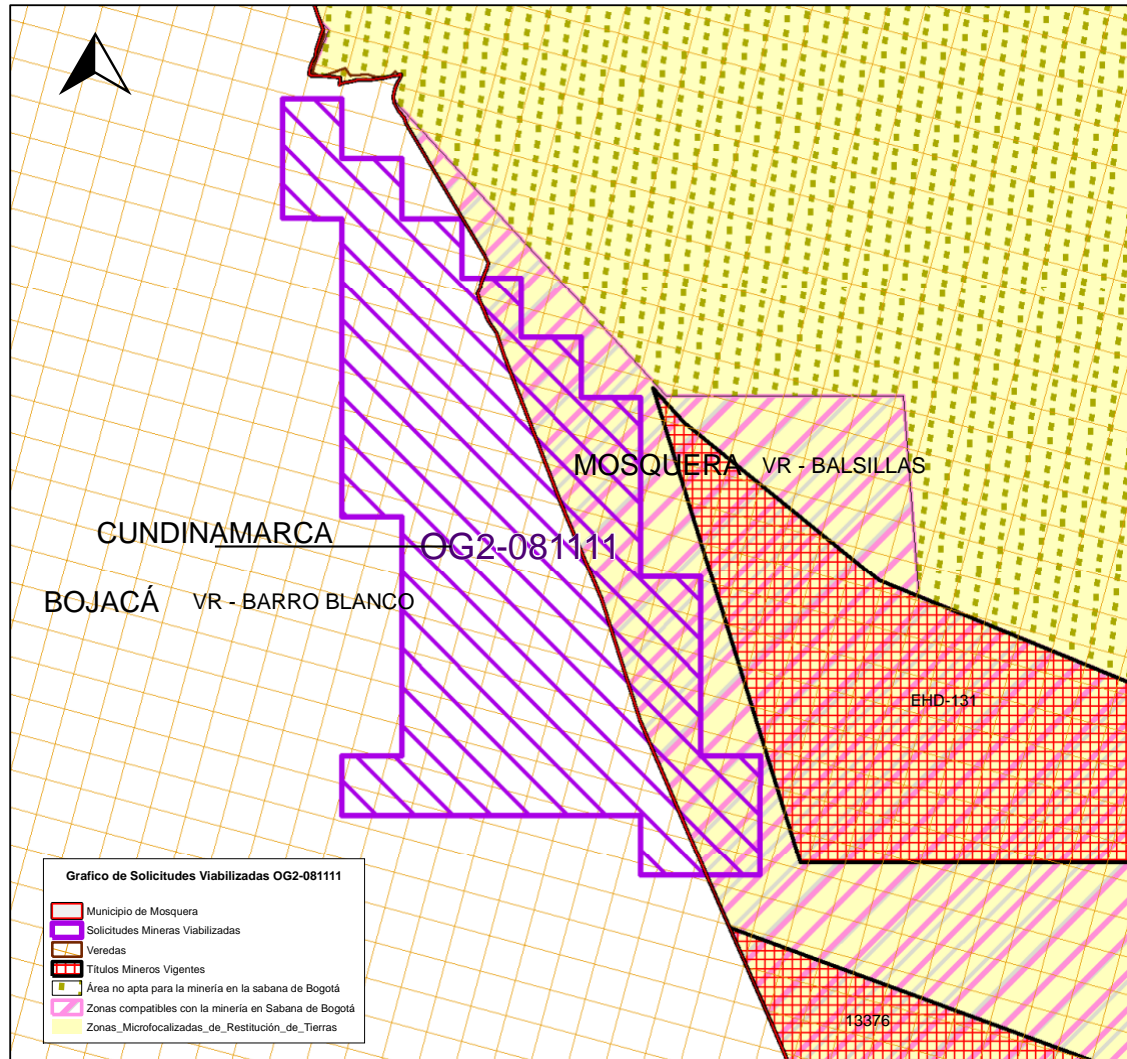 MOSQUERA VR - BALSILLAS
CUNDINAMARCA
OG2-081111
BOJACÁ VR - BARRO BLANCO
EHD-131
13376
Grafico de Solicitudes Viabilizadas OG2-081111
Municipio de Mosquera
Solicitudes Mineras Viabilizadas
Veredas
Títulos Mineros Vigentes
Área no apta para la minería en la sabana de Bogotá
Zonas compatibles con la minería en Sabana de Bogotá
Zonas_Microfocalizadas_de_Restitución_de_Tierras